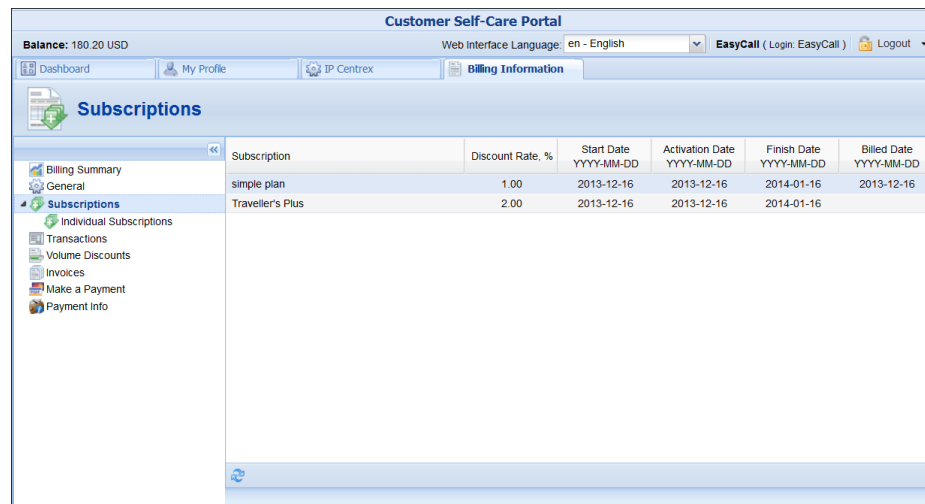 Customer Self-Care Portal
Balance: 180.20 USD Web Interface Language: en - English EasyCall ( Login: EasyCall ) Logout
Dashboard My Profile IP Centrex Billing Information
Subscriptions
Billing Summary
General
Subscriptions
Individual Subscriptions
Transactions
Volume Discounts
Invoices
Make a Payment
Payment Info
Subscription Discount Rate, % Start Date YYYY-MM-DD Activation Date YYYY-MM-DD Finish Date YYYY-MM-DD Billed Date YYYY-MM-DD
simple plan 1.00 2013-12-16 2013-12-16 2014-01-16 2013-12-16
Traveller's Plus 2.00 2013-12-16 2013-12-16 2014-01-16